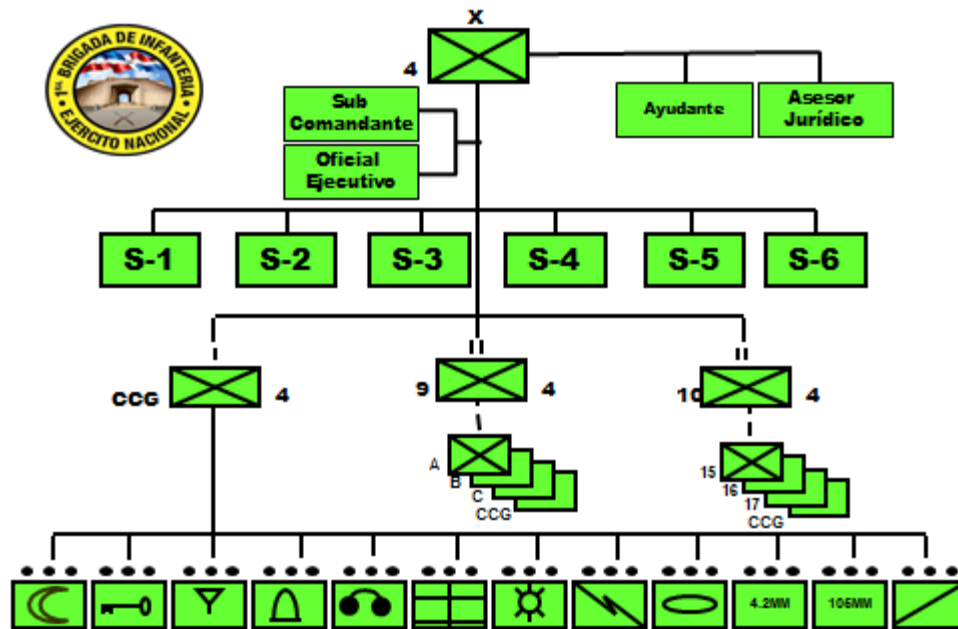 X
1RA. BRIGADA DE INFANTERIA
EJERCITO NACIONAL
4
Sub
Comandante
Oficial
Ejecutivo
Ayudante
Asesor
Jurídico
S-1
S-2
S-3
S-4
S-5
S-6
CCG
4
9
4
10
4
A
B
C
CCG
15
16
17
CCG
4.2MM
105MM